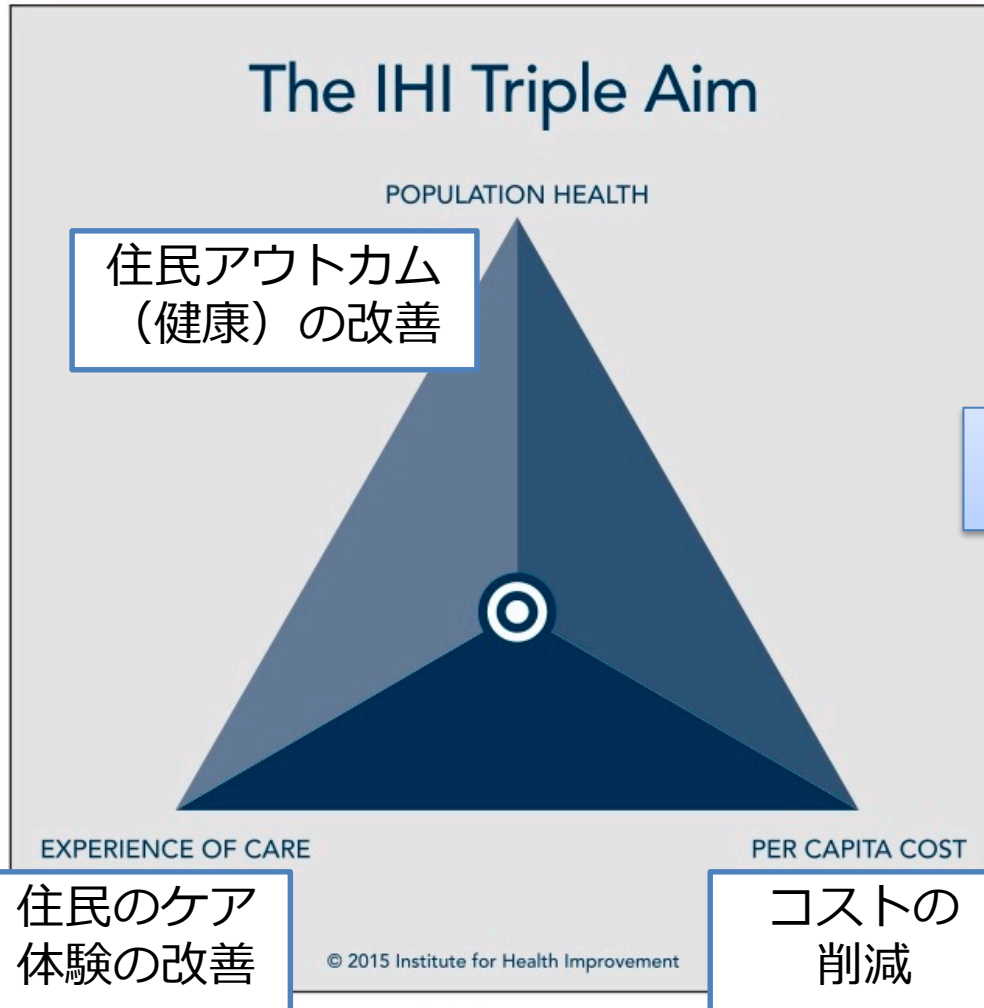 The IHI Triple Aim
POPULATION HEALTH
住民アウトカム
（健康）の改善
EXPERIENCE OF CARE
PER CAPITA COST
住民のケア
体験の改善
コストの
削減
© 2015 Institute for Health Improvement